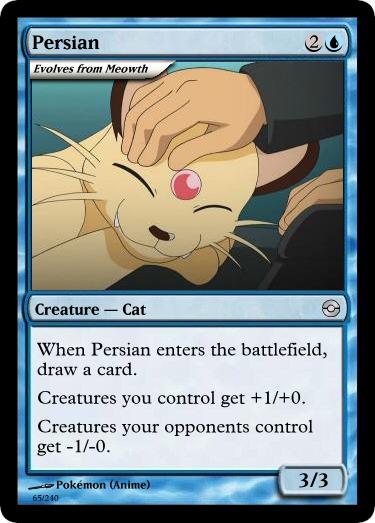 Persian 2
Evolves from Meowth
Creature — Cat
When Persian enters the battlefield,
draw a card.
Creatures you control get +1/+0.
Creatures your opponents control
get -1/-0.
3/3
Pokémon (Anime)
65/240